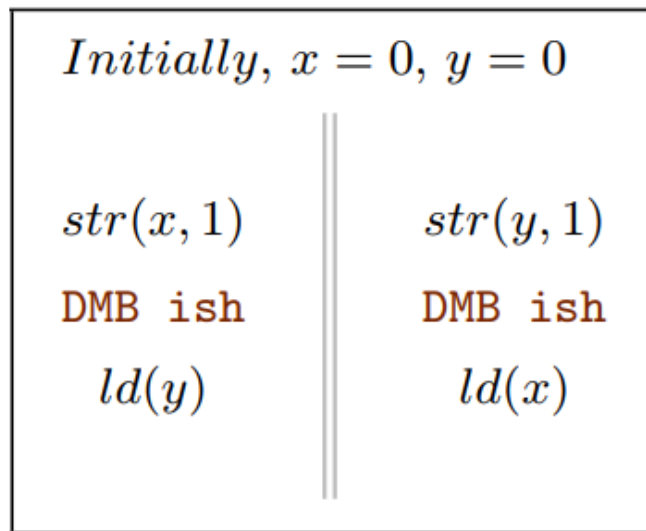 Initially, x = 0, y = 0
str(x, 1) str(y, 1)
DMB ish DMB ish
ld(y) ld(x)